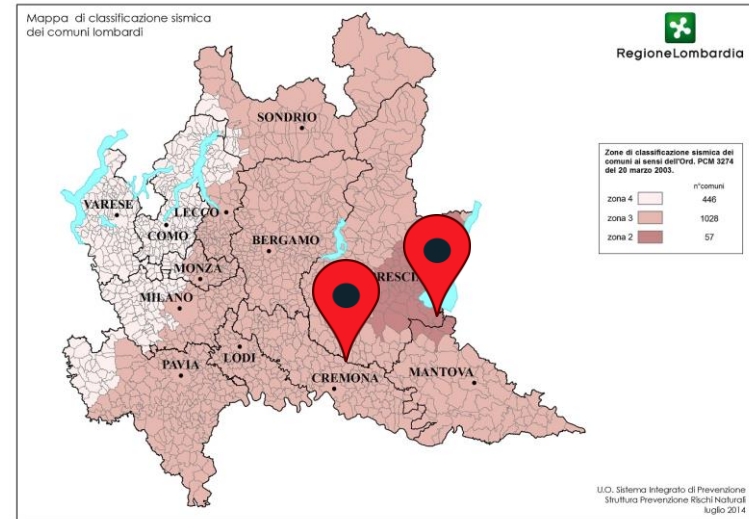 Mappa di classificazione sismica
dei comuni lombardi
RegioneLombardia
SONDRIO
VARESE
LECCO
COMO
BERGAMO
MONZA
RESCI
MILANO
PAVIA
LODI
CREMONA
MANTOVA
Zone di classificazione sismica dei
comuni ai sensi dell'Ord. PCM 3274
del 20 marzo 2003.
n°comuni
zona 4 446
zona 3 1028
zona 2 57
U.O. Sistema Integrato di Prevenzione
Struttura Prevenzione Rischi Naturali
luglio 2014